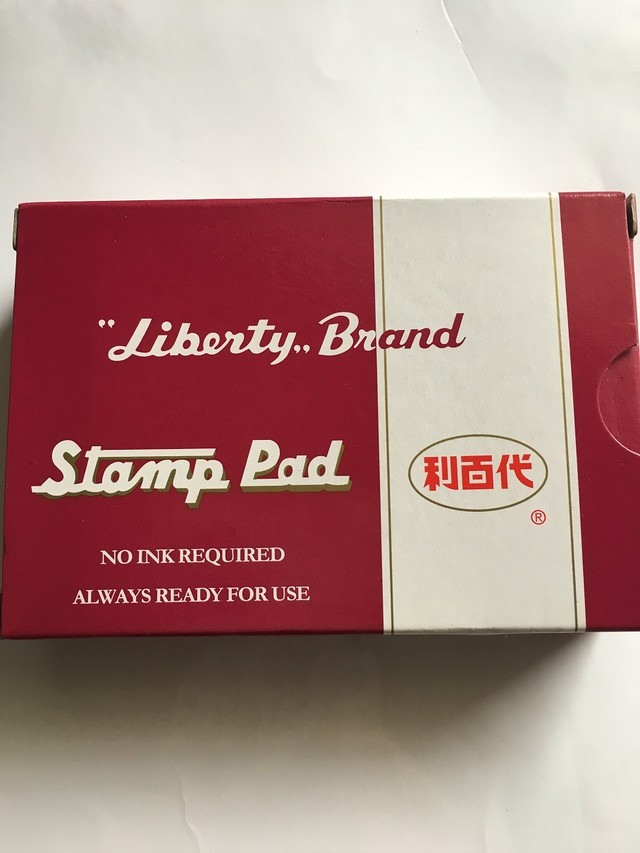 “Liberty„ Brand
Stamp Pad
NO INK REQUIRED
ALWAYS READY FOR USE
利百代
®